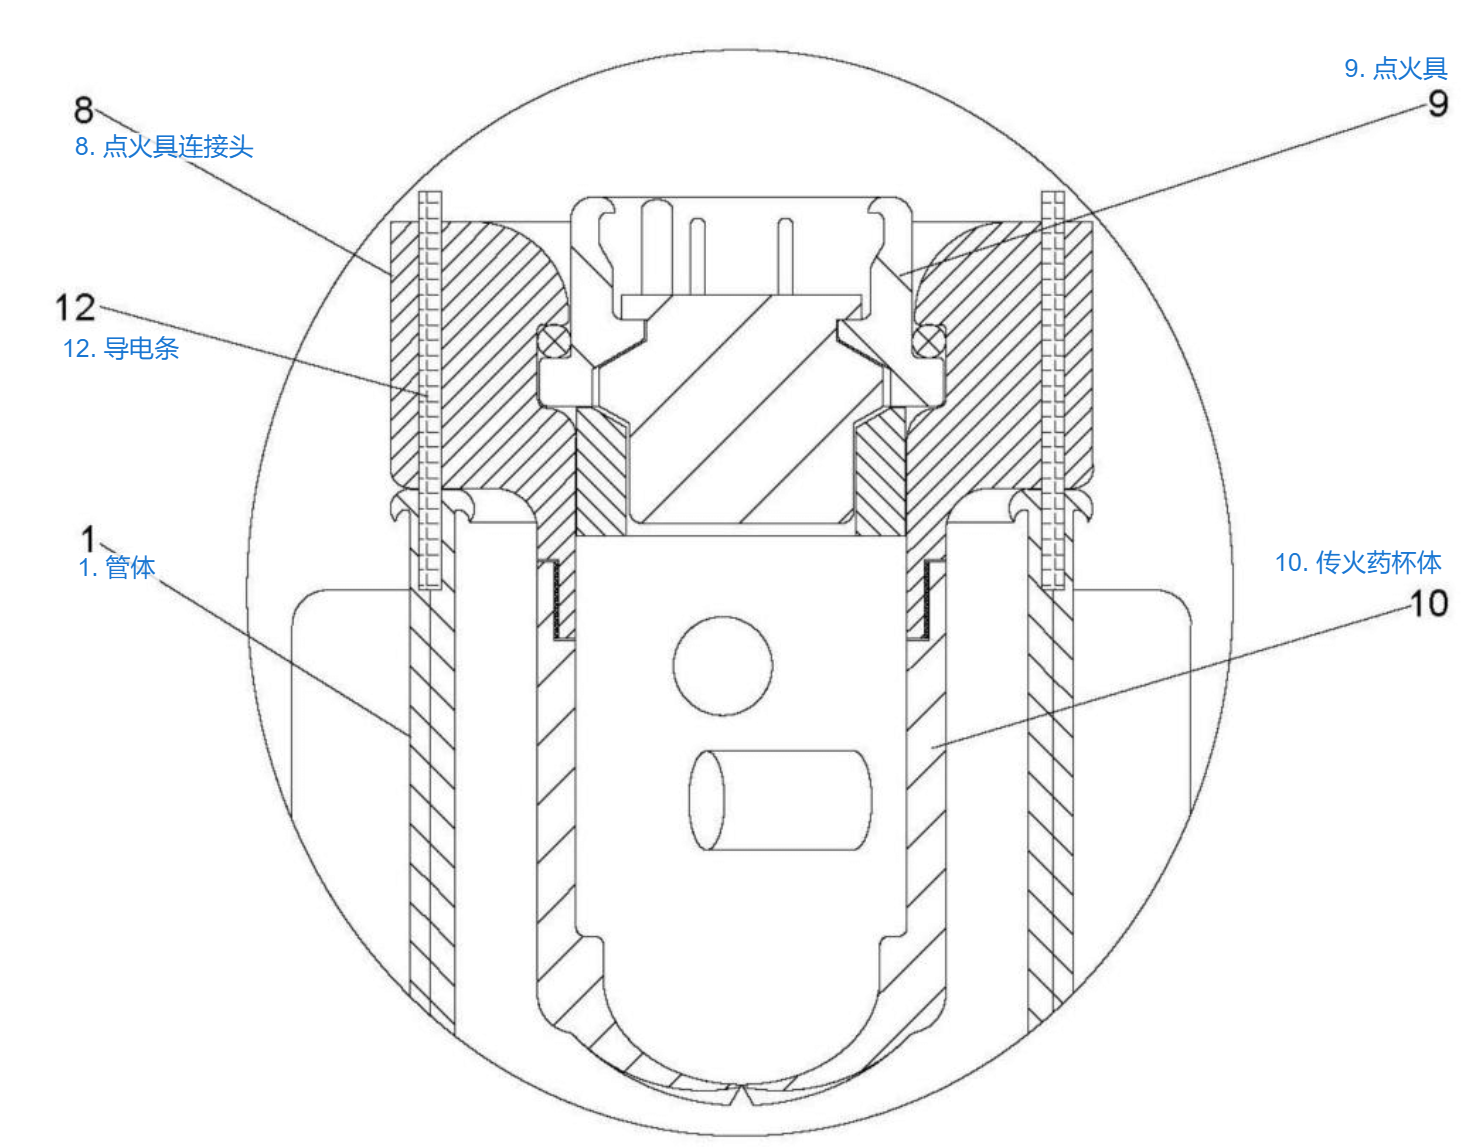 9. 点火具
9
8
8. 点火具连接头
12
12. 导电条
1
1. 管体
10. 传火药杯体
10